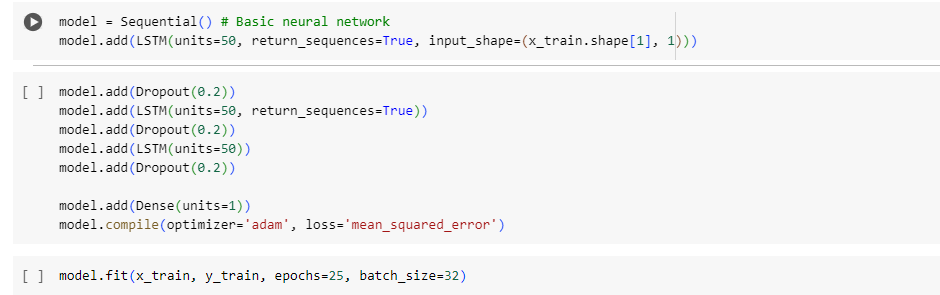 model = Sequential() # Basic neural network
model.add(LSTM(units=50, return_sequences=True, input_shape=(x_train.shape[1], 1)))
[ ] model.add(Dropout(0.2))
model.add(LSTM(units=50, return_sequences=True))
model.add(Dropout(0.2))
model.add(LSTM(units=50))
model.add(Dropout(0.2))
model.add(Dense(units=1))
model.compile(optimizer='adam', loss='mean_squared_error')
[ ] model.fit(x_train, y_train, epochs=25, batch_size=32)